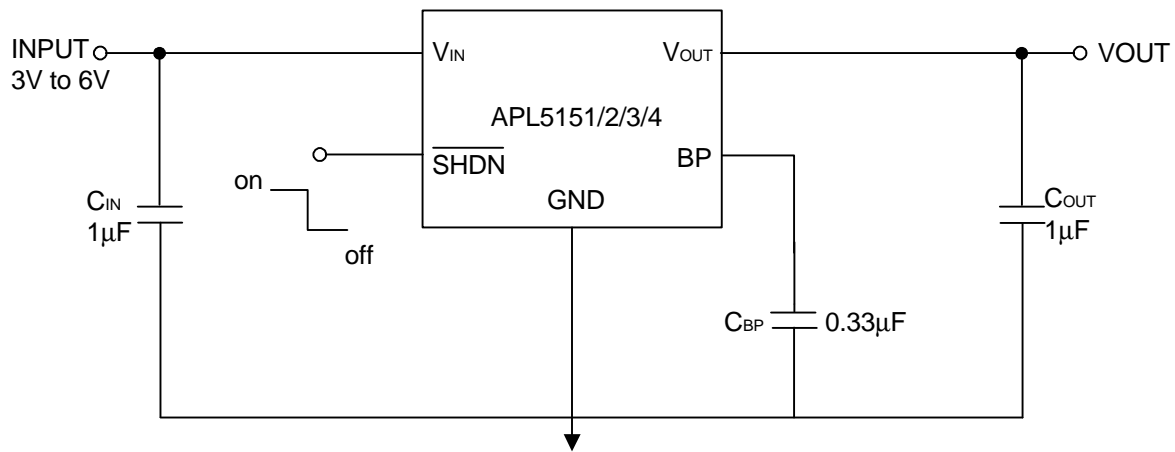 INPUT
3V to 6V
VIN
VOUT
VOUT
APL5151/2/3/4
SHDN
BP
on
off
GND
CIN
1µF
COUT
1µF
CBP
0.33µF